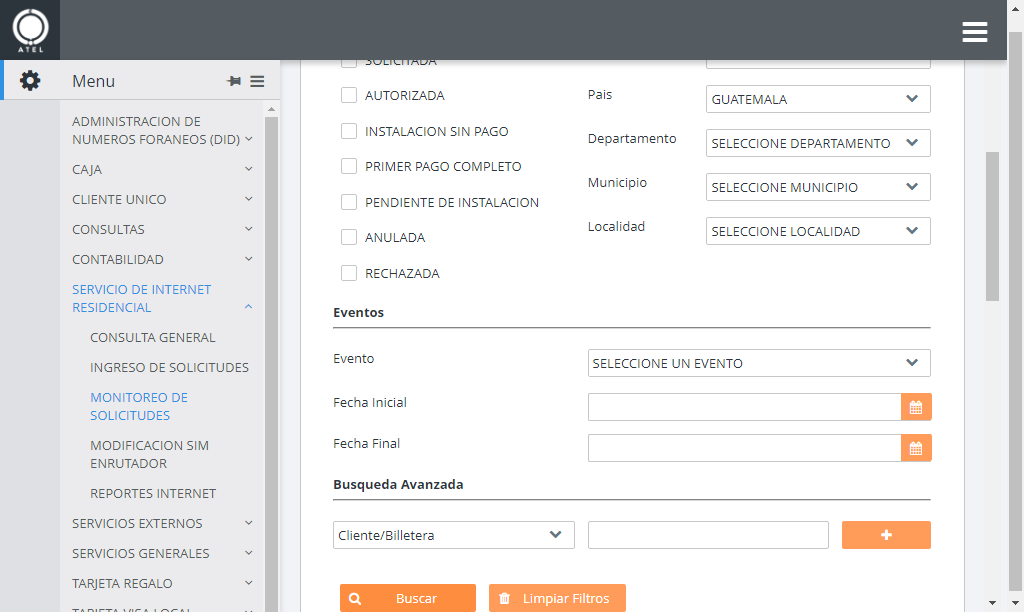 ATEL
Menu
ADMINISTRACION DE
NUMEROS FORANEOS (DID)
CAJA
CLIENTE UNICO
CONSULTAS
CONTABILIDAD
SERVICIO DE INTERNET
RESIDENCIAL
CONSULTA GENERAL
INGRESO DE SOLICITUDES
MONITOREO DE
SOLICITUDES
MODIFICACION SIM
ENRUTADOR
REPORTES INTERNET
SERVICIOS EXTERNOS
SERVICIOS GENERALES
TARJETA REGALO
TARJETA VISA LOCAL
SOLICITADA
AUTORIZADA
INSTALACION SIN PAGO
PRIMER PAGO COMPLETO
PENDIENTE DE INSTALACION
ANULADA
RECHAZADA
Pais
GUATEMALA
Departamento
SELECCIONE DEPARTAMENTO
Municipio
SELECCIONE MUNICIPIO
Localidad
SELECCIONE LOCALIDAD
Eventos
Evento
SELECCIONE UN EVENTO
Fecha Inicial
Fecha Final
Busqueda Avanzada
Cliente/Billetera
Buscar
Limpiar Filtros